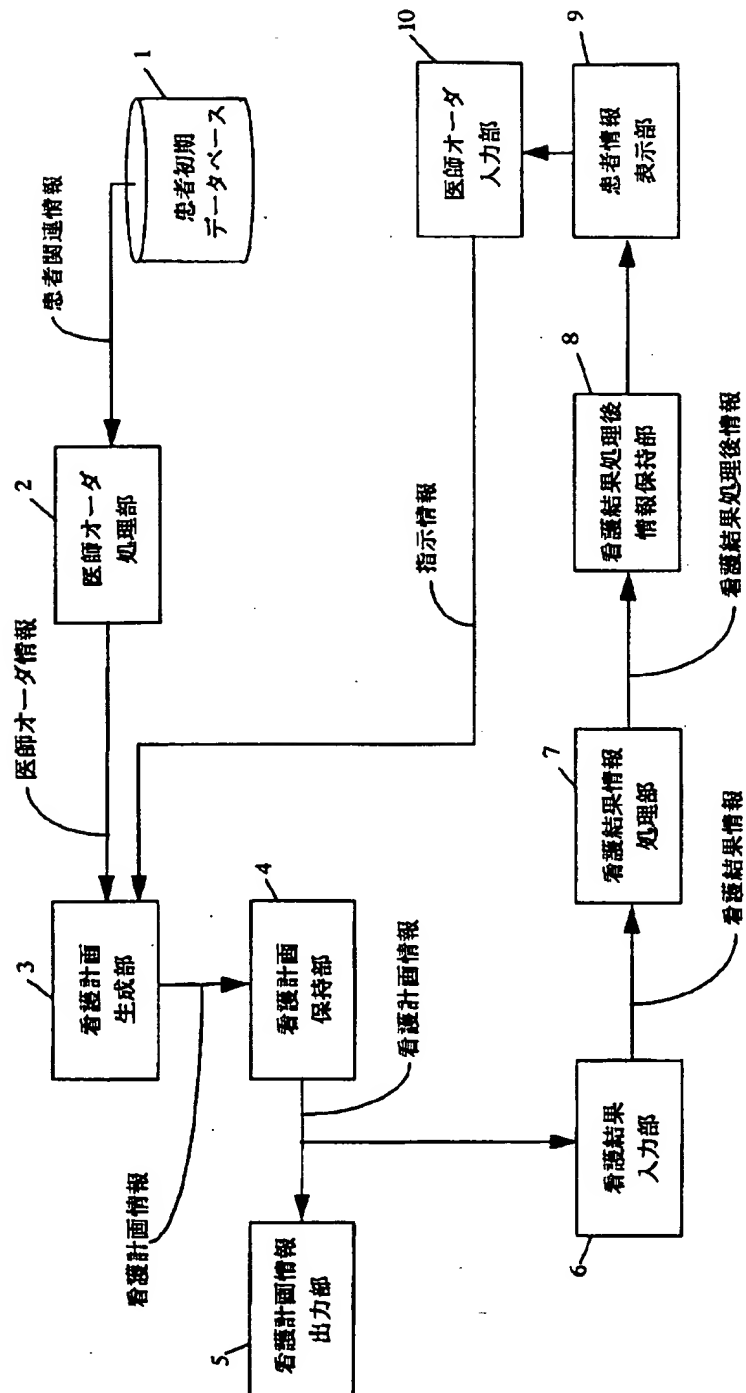 1
患者初期
データベース
患者関連情報
2
医師オーダ
処理部
医師オーダ情報
3
看護計画
生成部
看護計画情報
4
看護計画
保持部
看護計画情報
5
看護計画情報
出力部
6
看護結果
入力部
看護結果情報
7
看護結果情報
処理部
看護結果処理後情報
8
看護結果処理後
情報保持部
9
患者情報
表示部
10
医師オーダ
入力部
指示情報